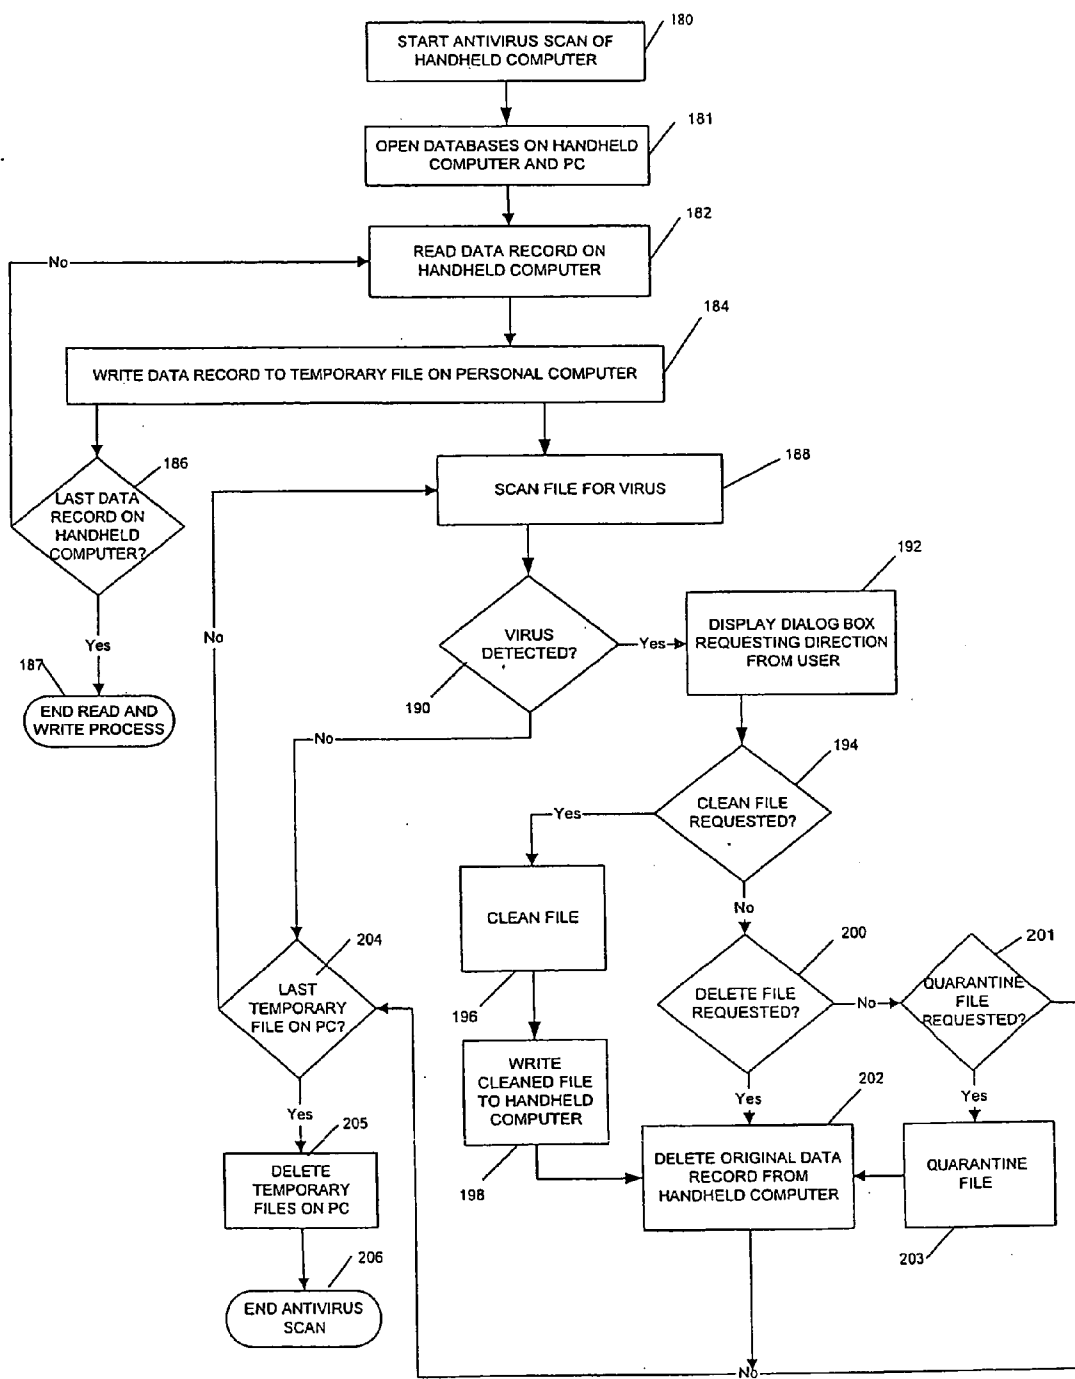 180
START ANTIVIRUS SCAN OF
HANDHELD COMPUTER
181
OPEN DATABASES ON HANDHELD
COMPUTER AND PC
182
READ DATA RECORD ON
HANDHELD COMPUTER
No
184
WRITE DATA RECORD TO TEMPORARY FILE ON PERSONAL COMPUTER
186
LAST DATA
RECORD ON
HANDHELD
COMPUTER?
Yes
187
END READ AND
WRITE PROCESS
188
SCAN FILE FOR VIRUS
No
VIRUS
DETECTED?
190
Yes
No
192
DISPLAY DIALOG BOX
REQUESTING DIRECTION
FROM USER
194
CLEAN FILE
REQUESTED?
Yes
No
CLEAN FILE
196
WRITE
CLEANED FILE
TO HANDHELD
COMPUTER
198
200
DELETE FILE
REQUESTED?
No
Yes
201
QUARANTINE
FILE
REQUESTED?
Yes
202
DELETE ORIGINAL DATA
RECORD FROM
HANDHELD COMPUTER
QUARANTINE
FILE
203
No
204
LAST
TEMPORARY
FILE ON PC?
Yes
205
DELETE
TEMPORARY
FILES ON PC
206
END ANTIVIRUS
SCAN